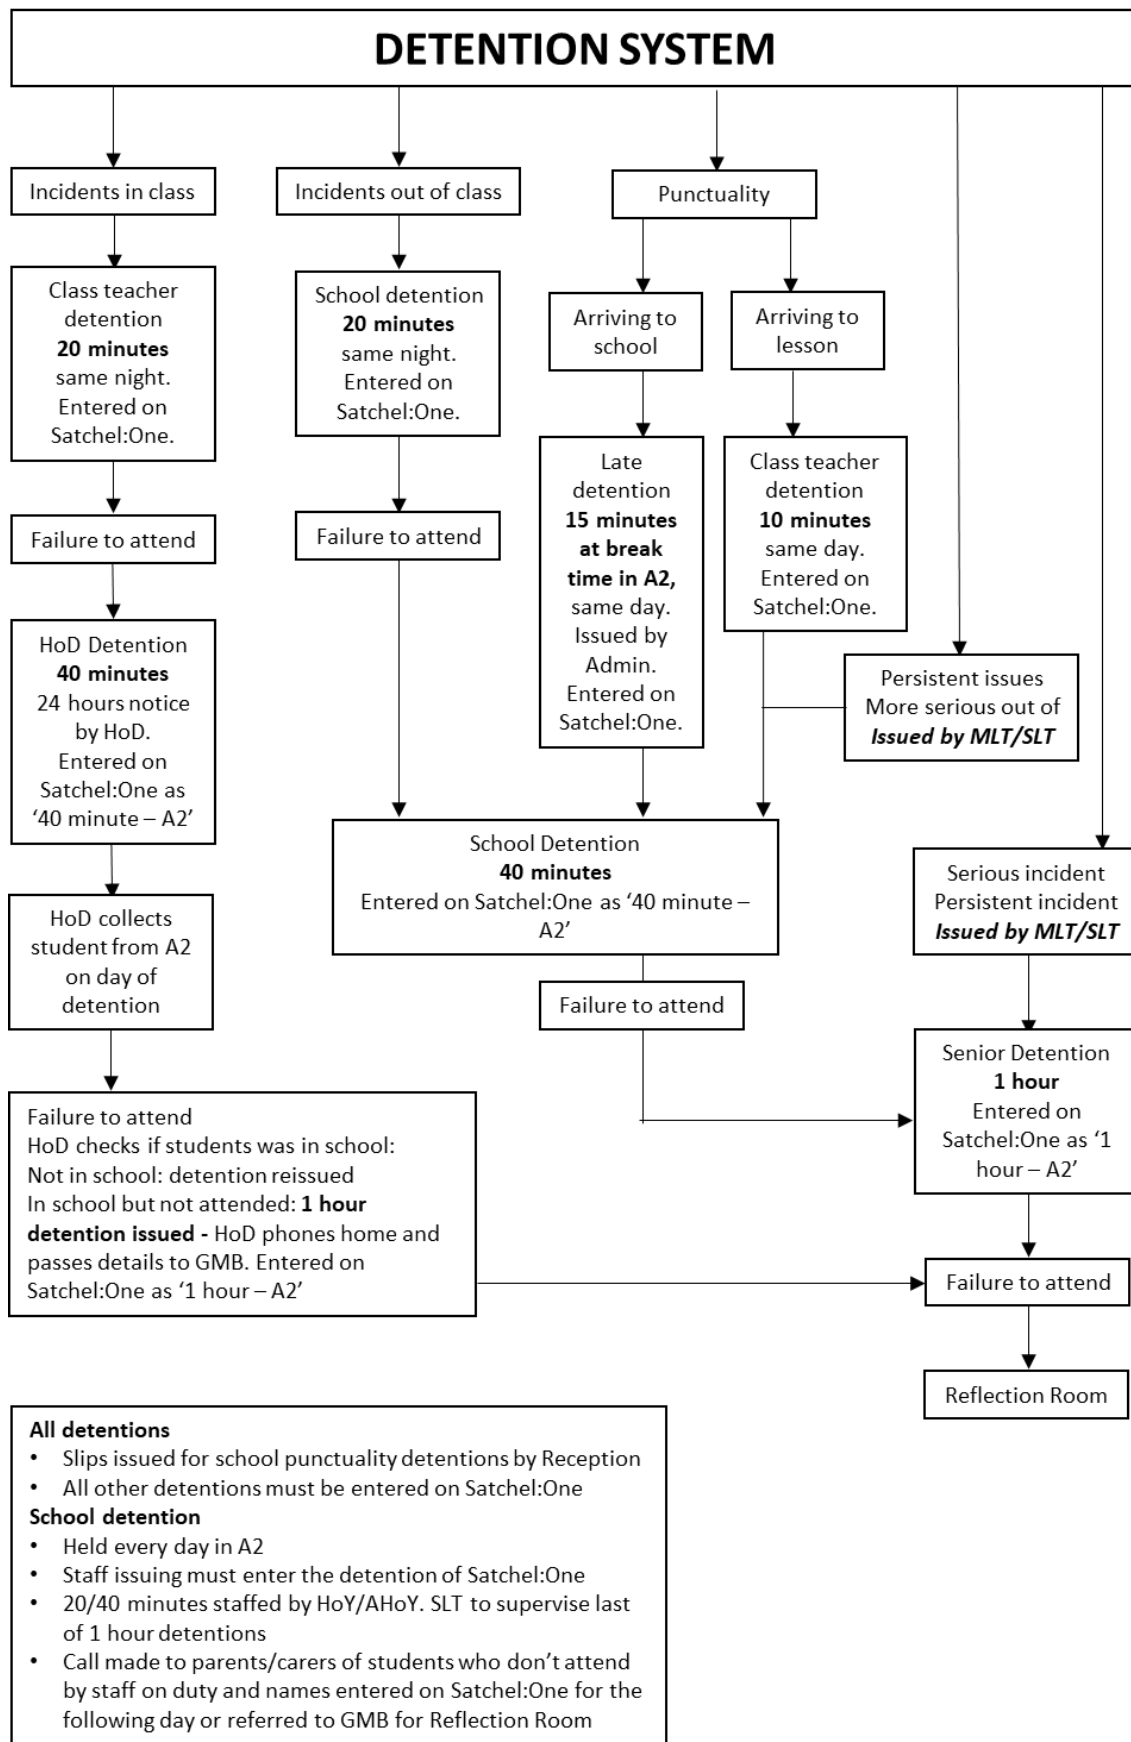 DETENTION SYSTEM
Incidents in class
Incidents out of class
Punctuality
Class teacher
detention
20 minutes
same night.
Entered on
Satchel:One.
School detention
20 minutes
same night.
Entered on
Satchel:One.
Arriving to
school
Arriving to
lesson
Late
detention
15 minutes
at break
time in A2,
same day.
Issued by
Admin.
Entered on
Satchel:One.
Class teacher
detention
10 minutes
same day.
Entered on
Satchel:One.
Failure to attend
Failure to attend
HoD Detention
40 minutes
24 hours notice
by HoD.
Entered on
Satchel:One as
‘40 minute – A2’
Persistent issues
More serious out of
Issued by MLT/SLT
School Detention
40 minutes
Entered on Satchel:One as ‘40 minute –
A2’
Serious incident
Persistent incident
Issued by MLT/SLT
HoD collects
student from A2
on day of
detention
Failure to attend
Senior Detention
1 hour
Entered on
Satchel:One as ‘1
hour – A2’
Failure to attend
HoD checks if students was in school:
Not in school: detention reissued
In school but not attended: 1 hour
detention issued - HoD phones home and
passes details to GMB. Entered on
Satchel:One as ‘1 hour – A2’
Failure to attend
Reflection Room
All detentions
• Slips issued for school punctuality detentions by Reception
• All other detentions must be entered on Satchel:One
School detention
• Held every day in A2
• Staff issuing must enter the detention of Satchel:One
• 20/40 minutes staffed by HoY/AHoY. SLT to supervise last
of 1 hour detentions
• Call made to parents/carers of students who don’t attend
by staff on duty and names entered on Satchel:One for the
following day or referred to GMB for Reflection Room